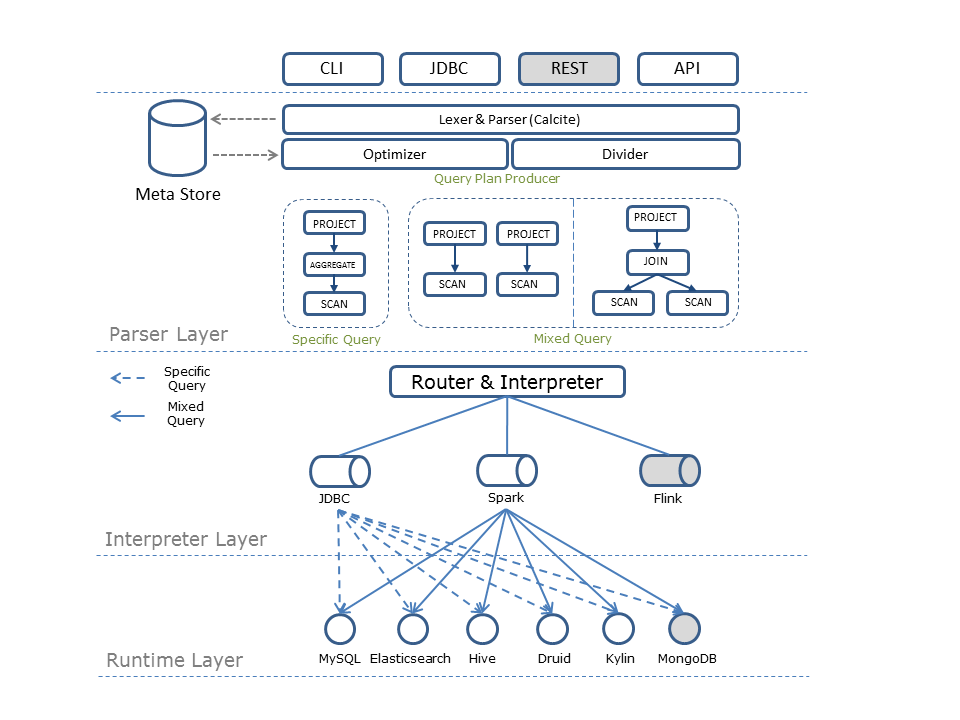 CLI
JDBC
REST
API
Lexer & Parser (Calcite)
Optimizer
Divider
Query Plan Producer
Meta Store
PROJECT
AGGREGATE
SCAN
PROJECT
SCAN
PROJECT
SCAN
PROJECT
JOIN
SCAN
SCAN
Specific Query
Mixed Query
Parser Layer
Specific
Query
Mixed
Query
Router & Interpreter
JDBC
Spark
Flink
Interpreter Layer
MySQL
Elasticsearch
Hive
Druid
Kylin
MongoDB
Runtime Layer